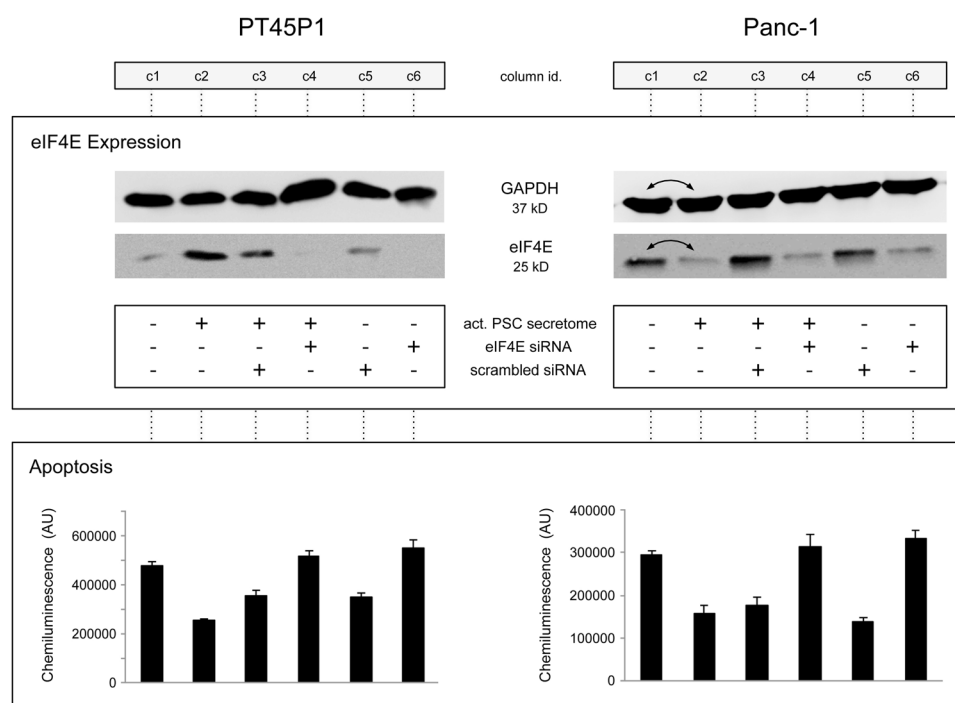 PT45P1 Panc-1
c1 c2 c3 c4 c5 c6 column id. c1 c2 c3 c4 c5 c6
eIF4E Expression
GAPDH
37 kD
eIF4E
25 kD
- + + + - - act. PSC secretome - + + + - -
- - - + - + eIF4E siRNA - - - + - +
- - + - + - scrambled siRNA - - + - + -
Apoptosis
Chemiluminescence (AU)
600000
400000
200000
0
Chemiluminescence (AU)
400000
300000
200000
100000
0